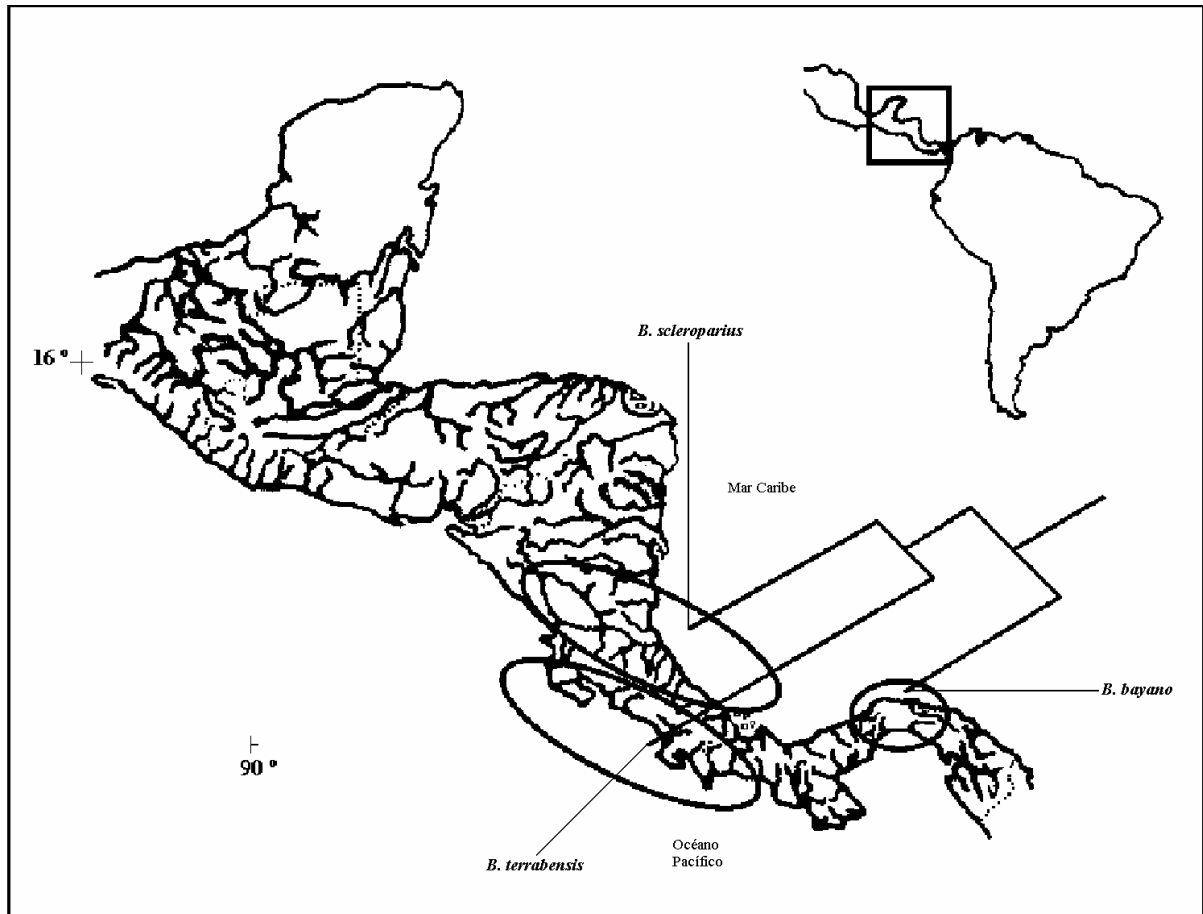 B. scleroparius
16 º
Mar Caribe
B. bayano
90 º
Océano
Pacífico
B. terrabensis